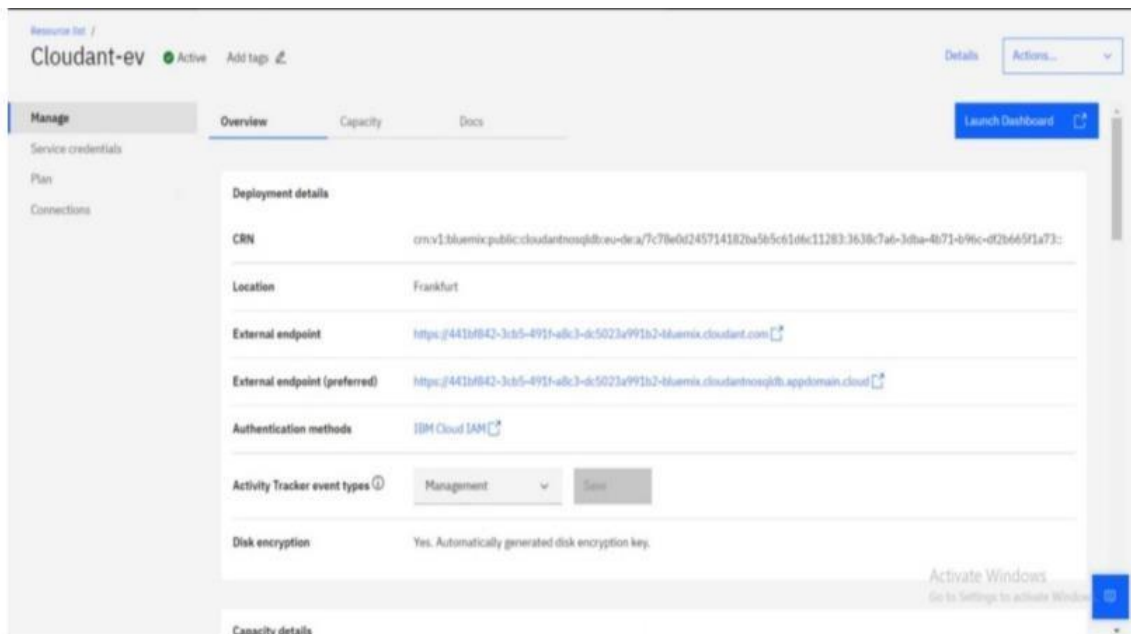 Resource list /
Cloudant-ev Active Add tags
Details Actions...
Manage
Service credentials
Plan
Connections
Overview Capacity Docs
Launch Dashboard
Deployment details
CRN crn:v1:bluemix:public:cloudantnosqldb:eu-de:a/7c78e0d245714182ba5b5c61d6c11283:3638c7a6-3dba-4b71-b96c-df2b665f1a73::
Location Frankfurt
External endpoint https://441bf842-3cb5-491f-a8c3-dc5023a991b2-bluemix.cloudant.com
External endpoint (preferred) https://441bf842-3cb5-491f-a8c3-dc5023a991b2-bluemix.cloudantnosqldb.appdomain.cloud
Authentication methods IBM Cloud IAM
Activity Tracker event types Management Save
Disk encryption Yes. Automatically generated disk encryption key.
Activate Windows
Go to Settings to activate Windows
Capacity details